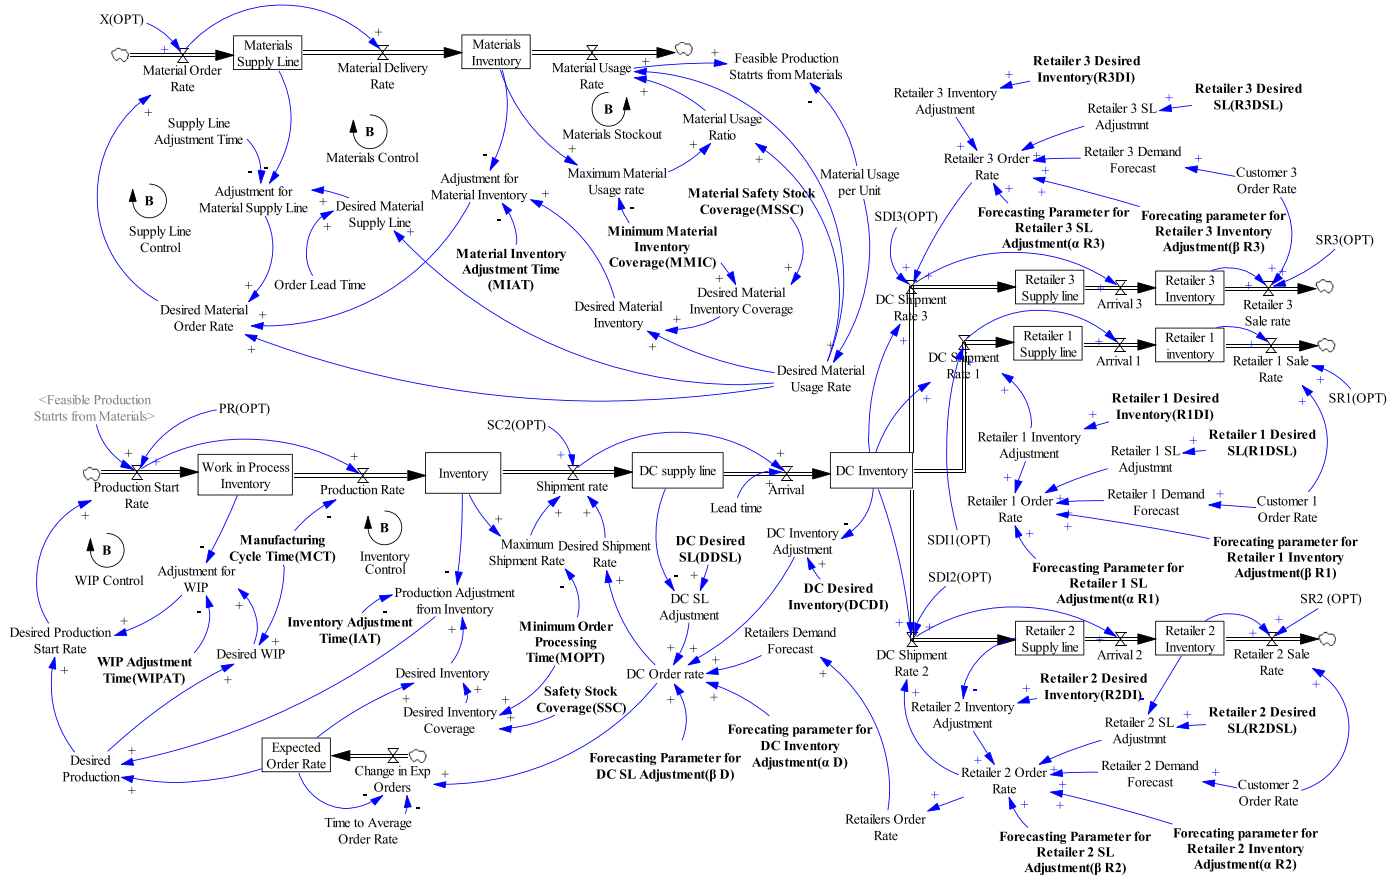 X(OPT)
Material Order
Rate
Materials
Supply Line
Material Delivery
Rate
Materials
Inventory
Material Usage
Rate
Feasible Production
Statrts from Materials
B
Materials Stockout
Supply Line
Adjustment Time
B
Materials Control
Material Usage
Ratio
Maximum Material
Usage rate
Material Usage
per Unit
Adjustment for
Material Supply Line
Desired Material
Supply Line
Adjustment for
Material Inventory
Material Safety Stock
Coverage(MSSC)
B
Supply Line
Control
Order Lead Time
Material Inventory
Adjustment Time
(MIAT)
Minimum Material
Inventory
Coverage(MMIC)
Desired Material
Order Rate
Desired Material
Inventory
Desired Material
Inventory Coverage
Desired Material
Usage Rate
Retailer 3 Desired
Inventory(R3DI)
Retailer 3 Inventory
Adjustment
Retailer 3 Desired
SL(R3DSL)
Retailer 3 SL
Adjustmnt
Retailer 3 Order
Rate
Retailer 3 Demand
Forecast
Customer 3
Order Rate
SDI3(OPT)
Forecasting Parameter for
Retailer 3 SL
Adjustment(α R3)
Forecating parameter for
Retailer 3 Inventory
Adjustment(β R3)
SR3(OPT)
DC Shipment
Rate 3
Retailer 3
Supply line
Arrival 3
Retailer 3
Inventory
Retailer 3
Sale rate
DC Shipment
Rate 1
Retailer 1
Supply line
Arrival 1
Retailer 1
inventory
Retailer 1 Sale
Rate
SR1(OPT)
<Feasible Production
Statrts from Materials>
PR(OPT)
SC2(OPT)
Retailer 1 Desired
Inventory(R1DI)
Retailer 1 Inventory
Adjustment
Retailer 1 SL
Adjustmnt
Retailer 1 Desired
SL(R1DSL)
Production Start
Rate
Work in Process
Inventory
Production Rate
Inventory
Shipment rate
DC supply line
Lead time
Arrival
DC Inventory
Retailer 1 Order
Rate
Retailer 1 Demand
Forecast
Customer 1
Order Rate
SDI1(OPT)
B
WIP Control
Manufacturing
Cycle Time(MCT)
B
Inventory
Control
Maximum
Shipment Rate
Desired Shipment
Rate
DC Desired
SL(DDSL)
DC Inventory
Adjustment
Forecasting Parameter for
Retailer 1 SL
Adjustment(α R1)
Forecating parameter for
Retailer 1 Inventory
Adjustment(β R1)
Adjustment for
WIP
Production Adjustment
from Inventory
DC SL
Adjustment
DC Desired
Inventory(DCDI)
SDI2(OPT)
SR2 (OPT)
Desired Production
Start Rate
WIP Adjustment
Time(WIPAT)
Desired WIP
Inventory Adjustment
Time(IAT)
Minimum Order
Processing
Time(MOPT)
Retailers Demand
Forecast
DC Shipment
Rate 2
Retailer 2
Supply line
Arrival 2
Retailer 2
Inventory
Retailer 2 Sale
Rate
Desired Inventory
DC Order rate
Safety Stock
Coverage(SSC)
Desired Inventory
Coverage
Retailer 2 Desired
Inventory(R2DI)
Retailer 2 Inventory
Adjustment
Retailer 2 SL
Adjustmnt
Retailer 2 Desired
SL(R2DSL)
Desired
Production
Expected
Order Rate
Change in Exp
Orders
Forecasting Parameter for
DC SL Adjustment(β D)
Forecating parameter for
DC Inventory
Adjustment(α D)
Retailer 2 Order
Rate
Retailer 2 Demand
Forecast
Customer 2
Order Rate
Time to Average
Order Rate
Retailers Order
Rate
Forecasting Parameter for
Retailer 2 SL
Adjustment(β R2)
Forecating parameter for
Retailer 2 Inventory
Adjustment(α R2)